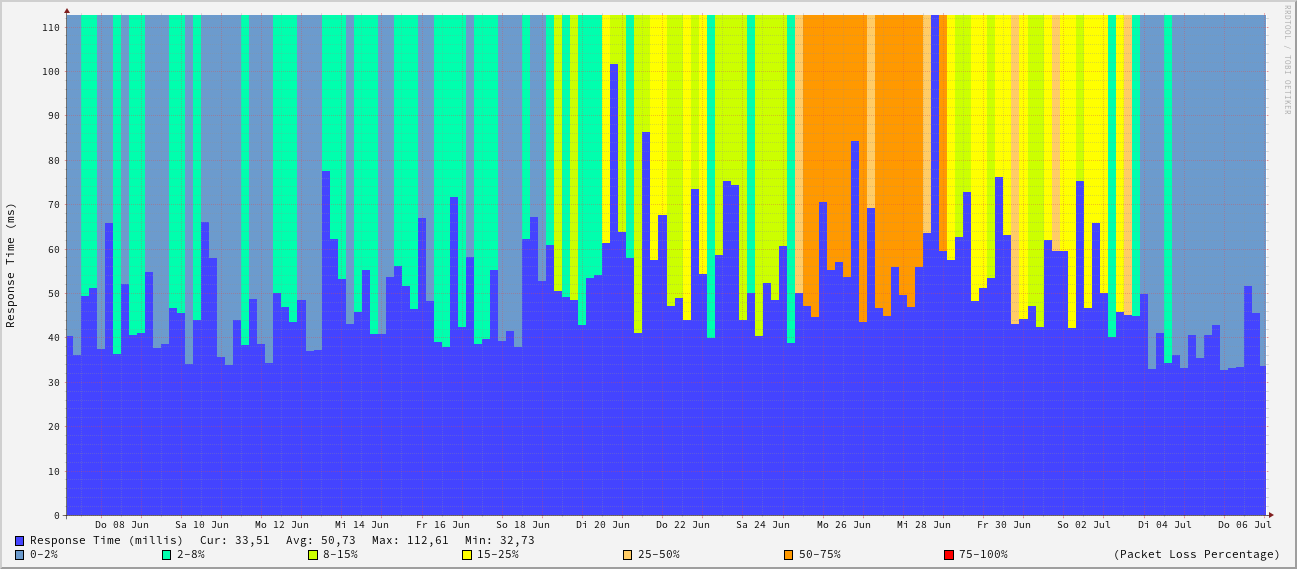 RRDTOOL / TOBI OETIKER
Response Time (ms)
110
100
90
80
70
60
50
40
30
20
10
0
Do 08 Jun Sa 10 Jun Mo 12 Jun Mi 14 Jun Fr 16 Jun So 18 Jun Di 20 Jun Do 22 Jun Sa 24 Jun Mo 26 Jun Mi 28 Jun Fr 30 Jun So 02 Jul Di 04 Jul Do 06 Jul
Response Time (millis) Cur: 33,51 Avg: 50,73 Max: 112,61 Min: 32,73
0-2% 2-8% 8-15% 15-25% 25-50% 50-75% 75-100% (Packet Loss Percentage)